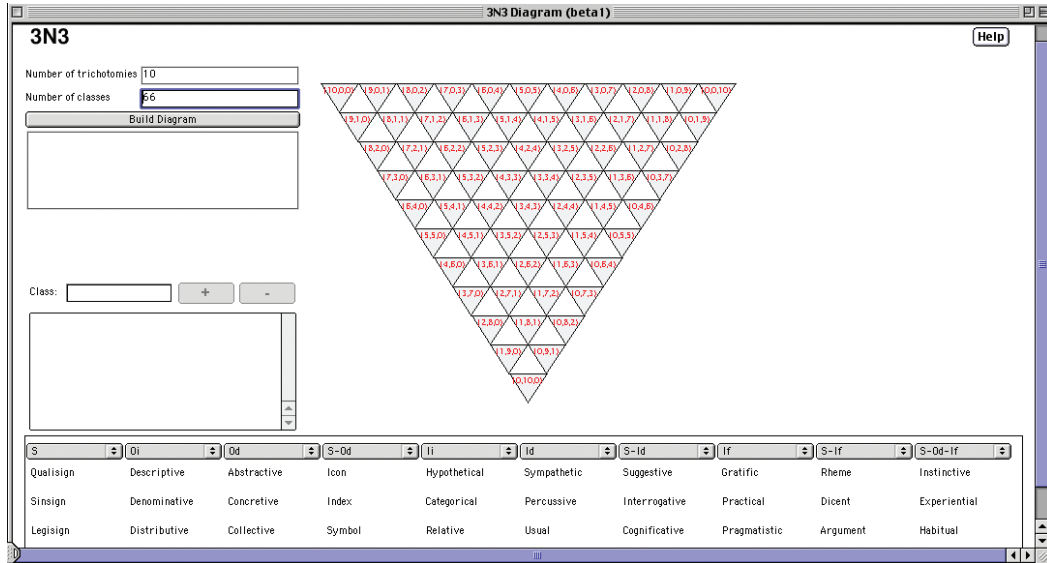 3N3 Diagram (beta1)
3N3
Help
Number of trichotomies 10
Number of classes 66
Build Diagram
(10,0,0) (9,0,1) (8,0,2) (7,0,3) (6,0,4) (5,0,5) (4,0,6) (3,0,7) (2,0,8) (1,0,9) (0,0,10)
(9,1,0) (8,1,1) (7,1,2) (6,1,3) (5,1,4) (4,1,5) (3,1,6) (2,1,7) (1,1,8) (0,1,9)
(8,2,0) (7,2,1) (6,2,2) (5,2,3) (4,2,4) (3,2,5) (2,2,6) (1,2,7) (0,2,8)
(7,3,0) (6,3,1) (5,3,2) (4,3,3) (3,3,4) (2,3,5) (1,3,6) (0,3,7)
(6,4,0) (5,4,1) (4,4,2) (3,4,3) (2,4,4) (1,4,5) (0,4,6)
(5,5,0) (4,5,1) (3,5,2) (2,5,3) (1,5,4) (0,5,5)
(4,6,0) (3,6,1) (2,6,2) (1,6,3) (0,6,4)
(3,7,0) (2,7,1) (1,7,2) (0,7,3)
(2,8,0) (1,8,1) (0,8,2)
(1,9,0) (0,9,1)
(0,10,0)
Class: + -
S Oi Od S-Od Ii Id S-Id If S-If S-Od-If
Qualisign Descriptive Abstractive Icon Hypothetical Sympathetic Suggestive Gratific Rheme Instinctive
Sinsign Denominative Concretive Index Categorical Percussive Interrogative Practical Dicent Experiential
Legisign Distributive Collective Symbol Relative Usual Cognificative Pragmatistic Argument Habitual